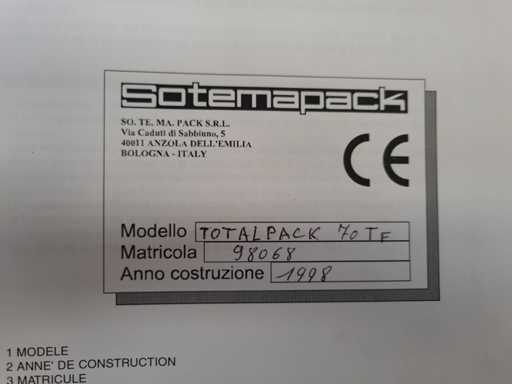 Sotemapack
SO. TE. MA. PACK S.R.L.
Via Caduti di Sabbiuno, 5
40011 ANZOLA DELL'EMILIA
BOLOGNA - ITALY
CE
Modello TOTALPACK 70 TF
Matricola 98068
Anno costruzione 1998
1 MODELE
2 ANNE' DE CONSTRUCTION
3 MATRICULE